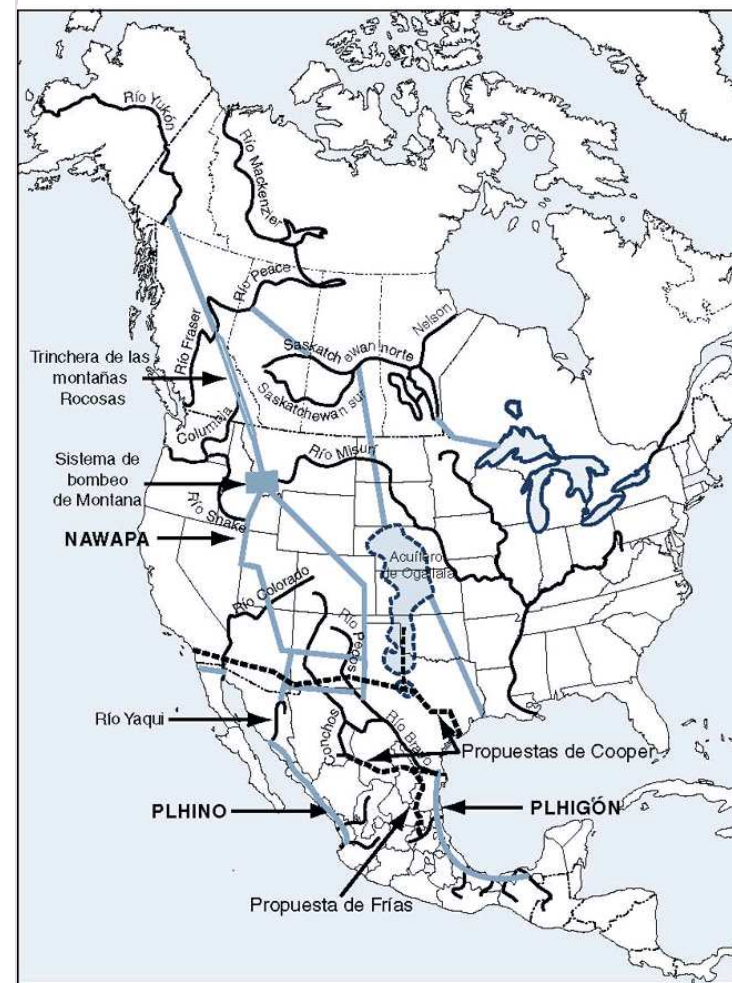 Río Yukón
Río Mackenzier
Río Peace
Río Fraser
Nelson
Saskatchewan norte
Saskatchewan sur
Trinchera de las
montañas
Rocosas
Columbia
Río Misuri
Sistema de
bombeo
de Montana
Río Snake
NAWAPA
Acuífero
de Ogallala
Río Colorado
Río Pecos
Río Yaqui
Conchos
Río Bravo
Propuestas de Cooper
PLHINO
PLHIGÓN
Propuesta de Frías